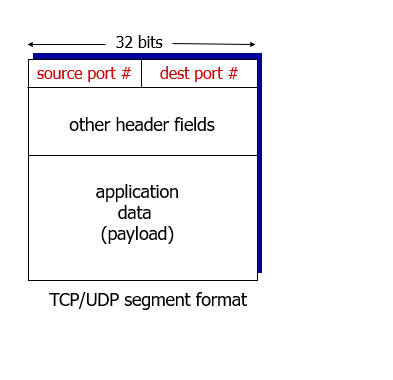 32 bits
source port # dest port #
other header fields
application
data
(payload)
TCP/UDP segment format